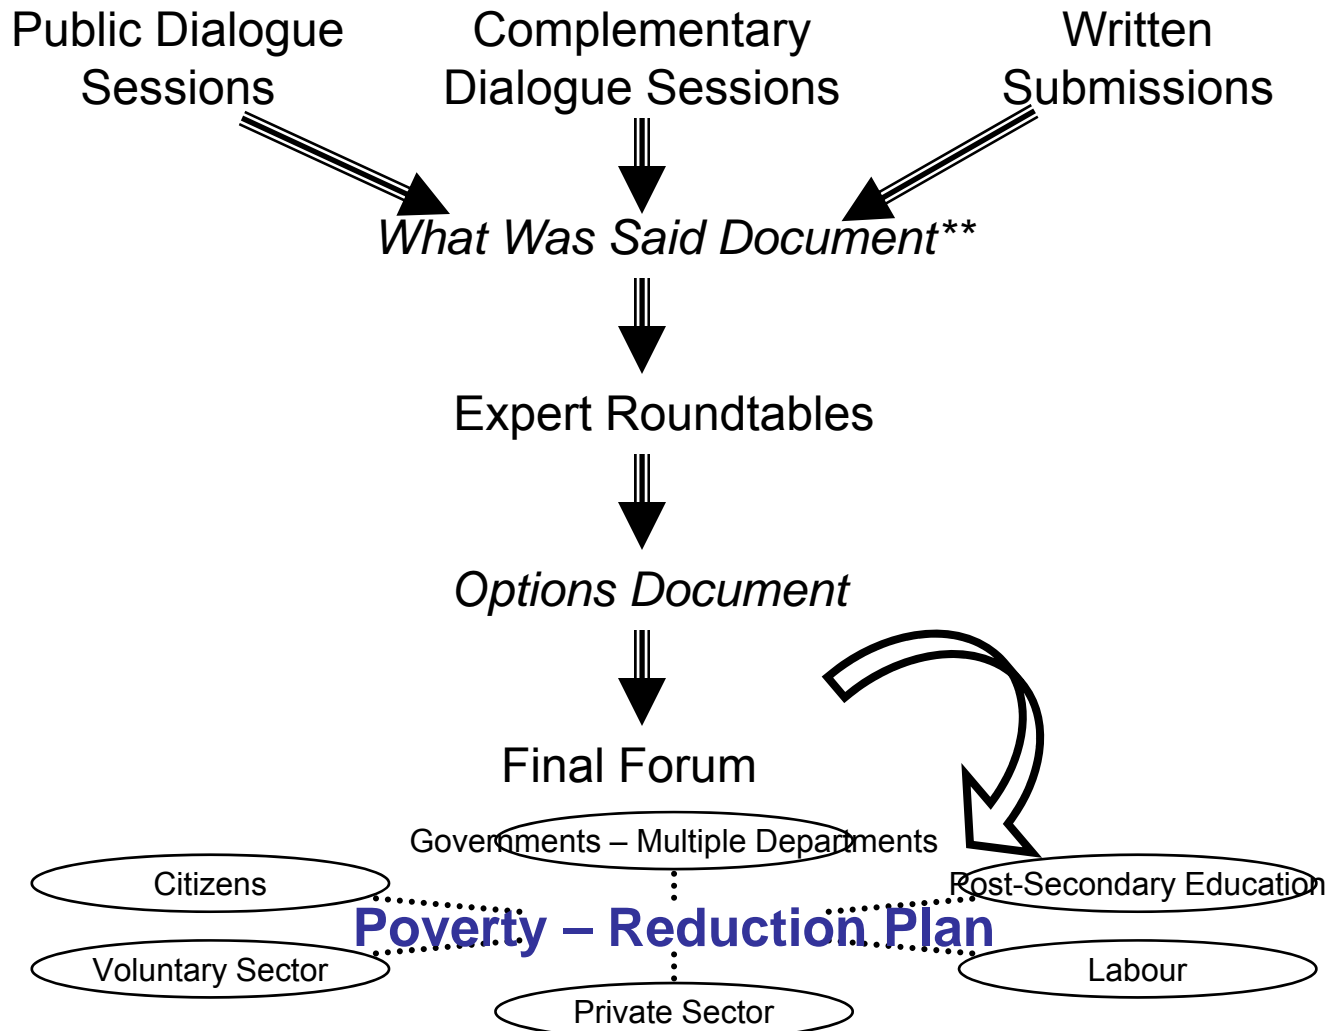 Public Dialogue
Sessions
Complementary
Dialogue Sessions
Written
Submissions
What Was Said Document**
Expert Roundtables
Options Document
Final Forum
Governments – Multiple Departments
Citizens
Post-Secondary Education
Poverty – Reduction Plan
Voluntary Sector
Labour
Private Sector